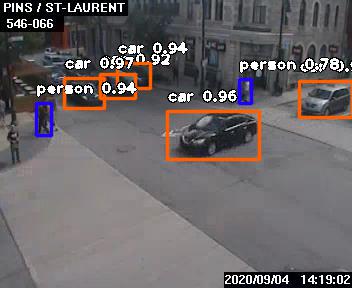 PINS / ST-LAURENT
546-066
car 0.94
car 0.97
0.92
person 0.78
person 0.94
car 0.96
2020/09/04 14:19:02